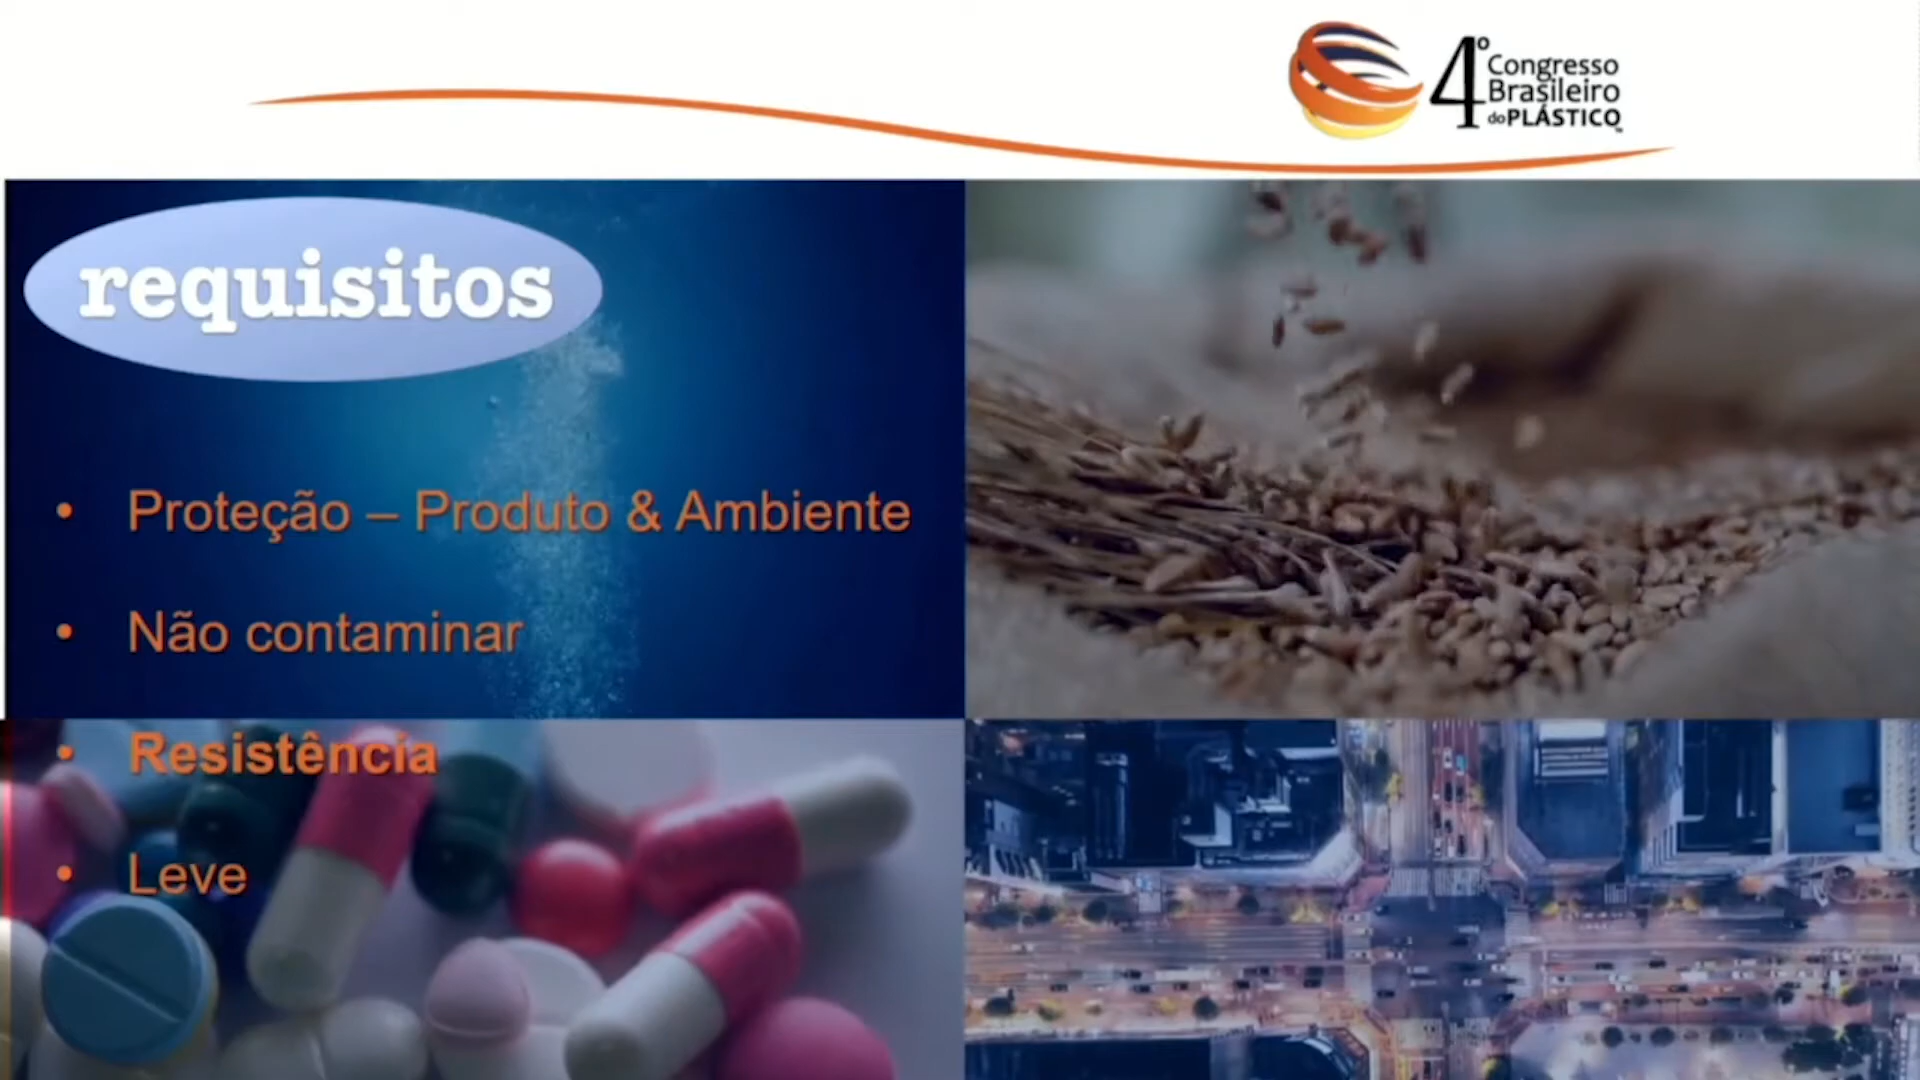 4º Congresso
Brasileiro
do PLÁSTICO
requisitos
• Proteção – Produto & Ambiente
• Não contaminar
• Resistência
• Leve